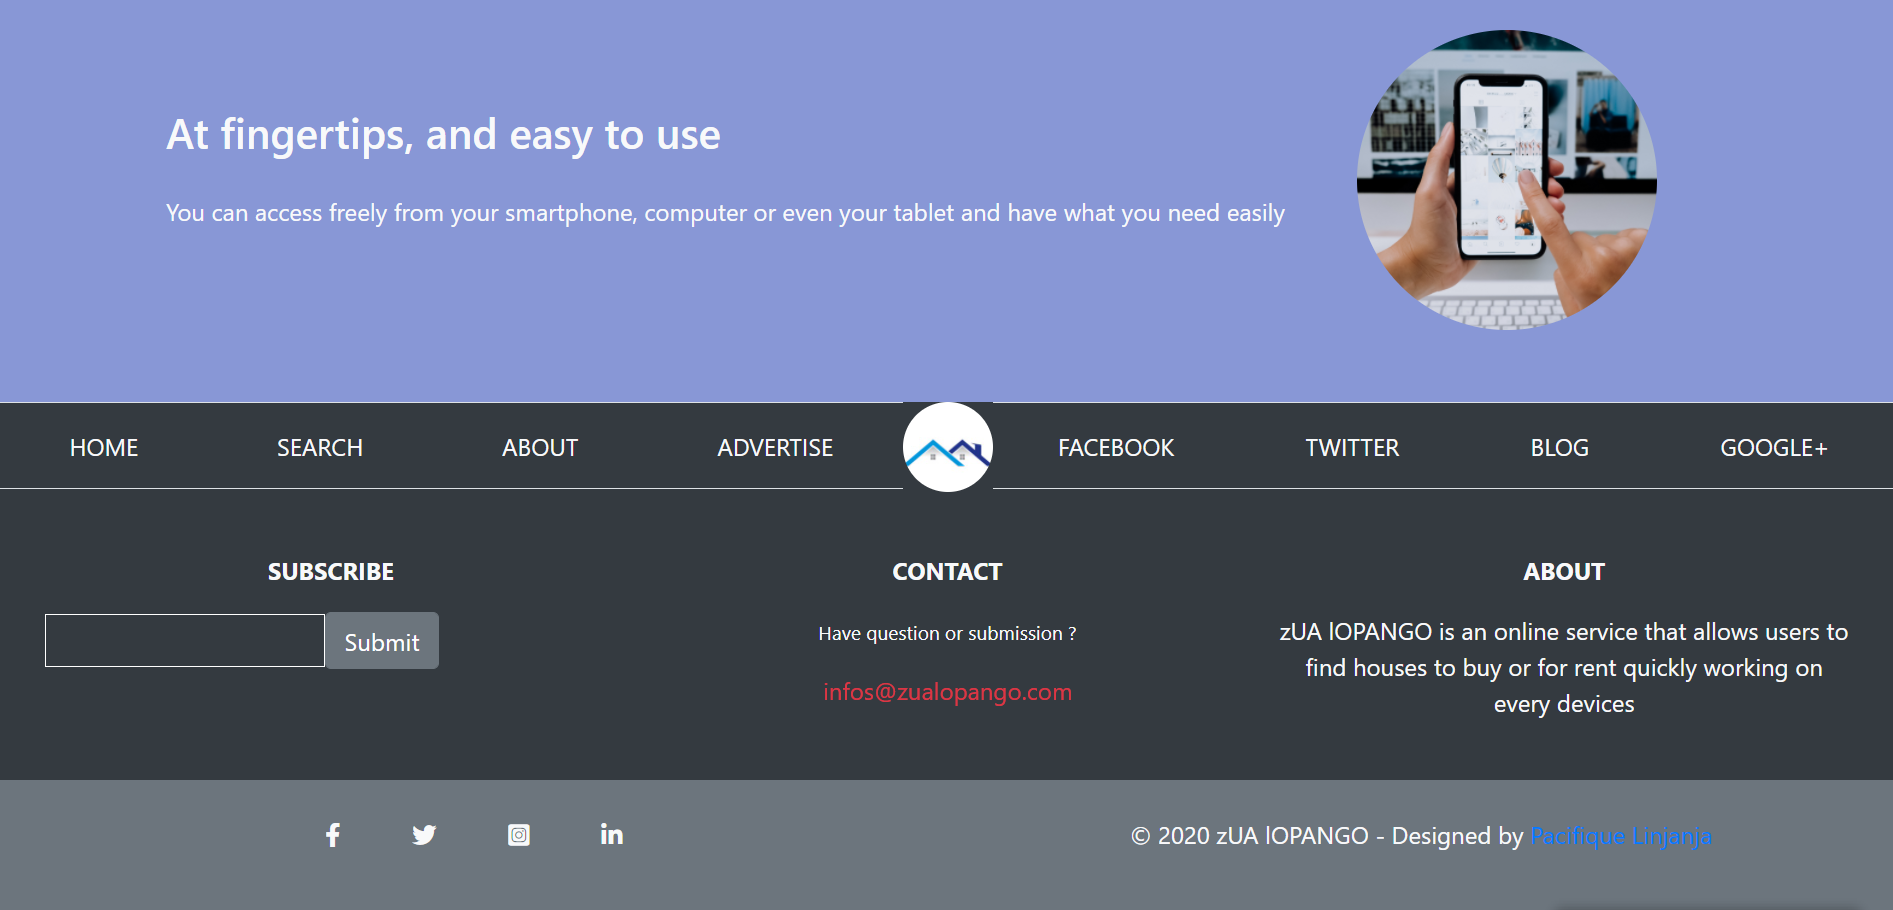 At fingertips, and easy to use
You can access freely from your smartphone, computer or even your tablet and have what you need easily
HOME SEARCH ABOUT ADVERTISE FACEBOOK TWITTER BLOG GOOGLE+
SUBSCRIBE
Submit
CONTACT
Have question or submission ?
infos@zualopango.com
ABOUT
zUA lOPANGO is an online service that allows users to
find houses to buy or for rent quickly working on
every devices
© 2020 zUA lOPANGO - Designed by Pacifique Linjanja